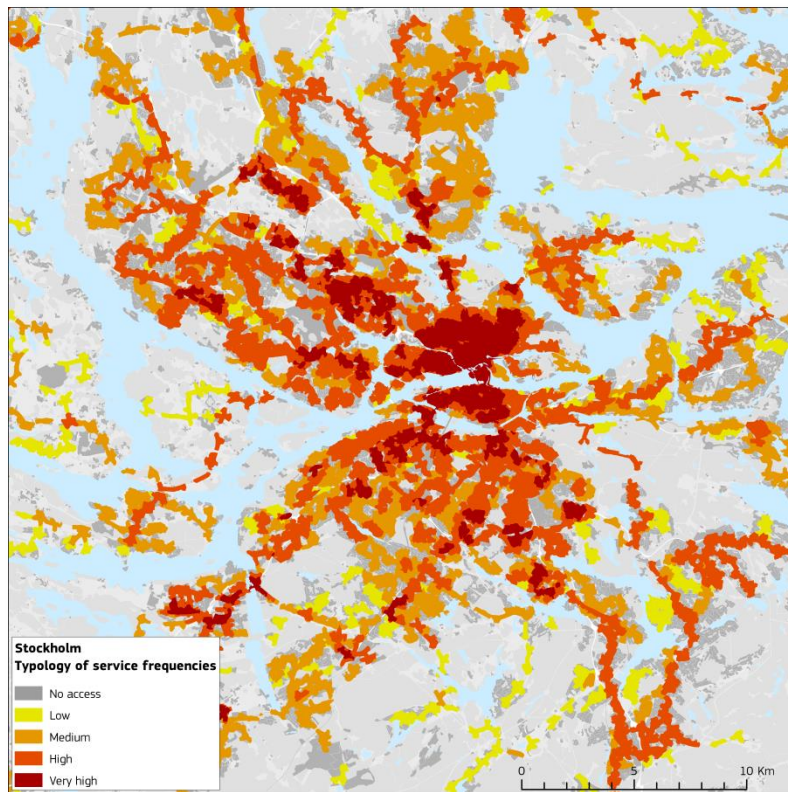 Stockholm
Typology of service frequencies
No access
Low
Medium
High
Very high
0 5 10 Km